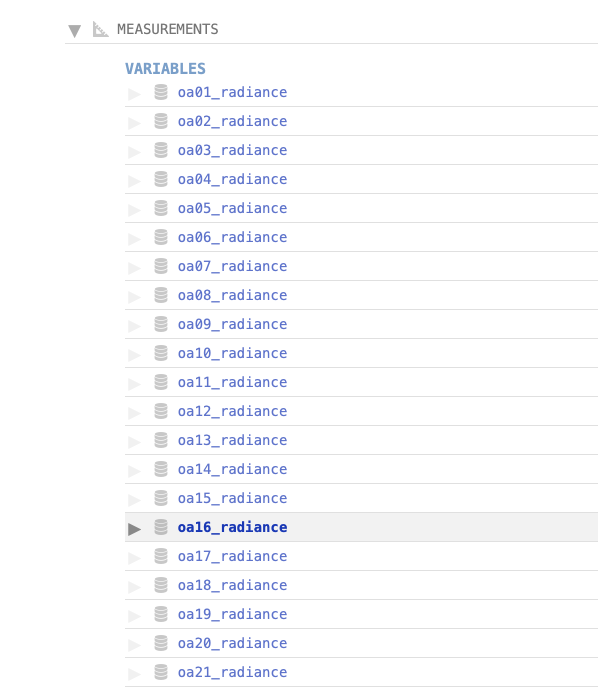 MEASUREMENTS
VARIABLES
oa01_radiance
oa02_radiance
oa03_radiance
oa04_radiance
oa05_radiance
oa06_radiance
oa07_radiance
oa08_radiance
oa09_radiance
oa10_radiance
oa11_radiance
oa12_radiance
oa13_radiance
oa14_radiance
oa15_radiance
oa16_radiance
oa17_radiance
oa18_radiance
oa19_radiance
oa20_radiance
oa21_radiance